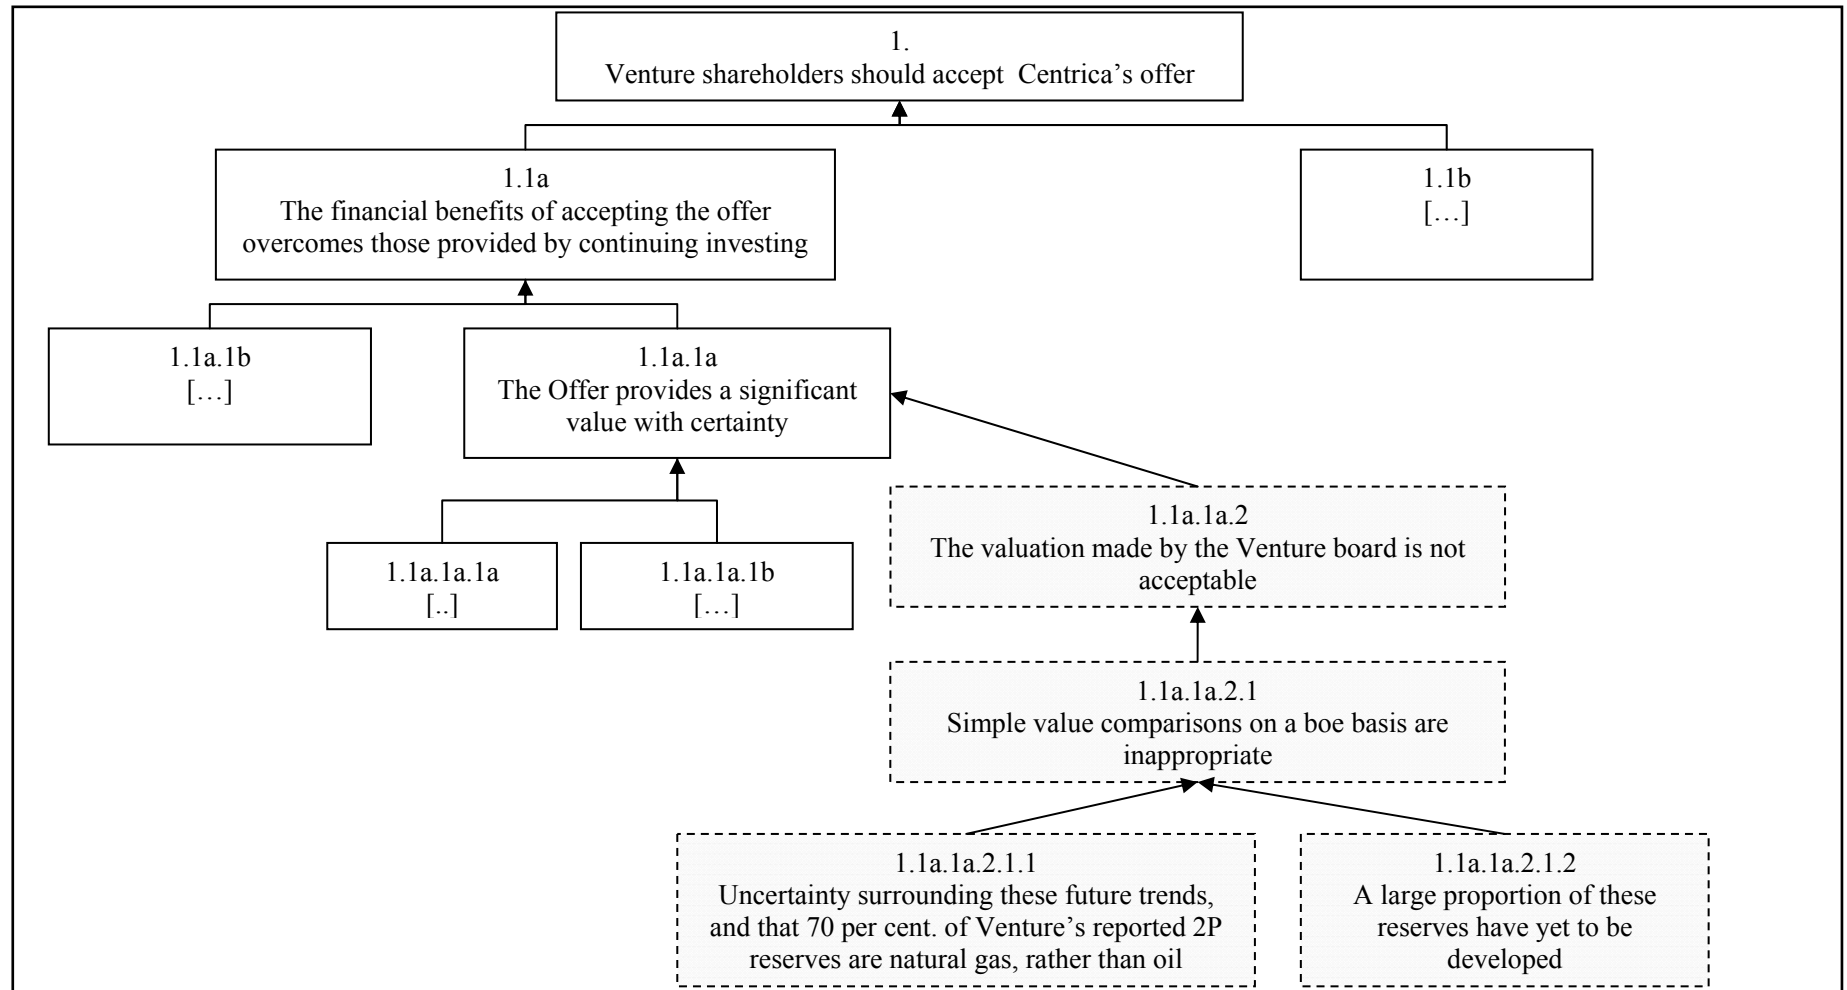 1.
Venture shareholders should accept Centrica's offer
1.1a
The financial benefits of accepting the offer
overcomes those provided by continuing investing
1.1b
[…]
1.1a.1b
[…]
1.1a.1a
The Offer provides a significant
value with certainty
1.1a.1a.2
The valuation made by the Venture board is not
acceptable
1.1a.1a.1a
[..]
1.1a.1a.1b
[…]
1.1a.1a.2.1
Simple value comparisons on a boe basis are
inappropriate
1.1a.1a.2.1.1
Uncertainty surrounding these future trends,
and that 70 per cent. of Venture's reported 2P
reserves are natural gas, rather than oil
1.1a.1a.2.1.2
A large proportion of these
reserves have yet to be
developed